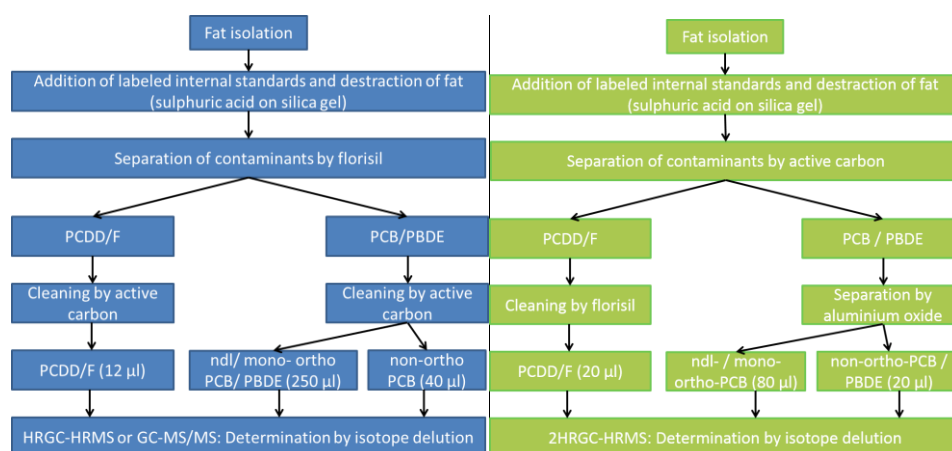 Fat isolation
Addition of labeled internal standards and destraction of fat
(sulphuric acid on silica gel)
Separation of contaminants by florisil
PCDD/F
PCB/PBDE
Cleaning by active
carbon
Cleaning by active
carbon
PCDD/F (12 µl)
ndl/ mono- ortho
PCB/ PBDE (250 µl)
non-ortho
PCB (40 µl)
HRGC-HRMS or GC-MS/MS: Determination by isotope delution
Fat isolation
Addition of labeled internal standards and destraction of fat
(sulphuric acid on silica gel)
Separation of contaminants by active carbon
PCDD/F
PCB / PBDE
Cleaning by florisil
Separation by
aluminium oxide
PCDD/F (20 µl)
ndl- / mono-
ortho-PCB (80 µl)
non-ortho-PCB /
PBDE (20 µl)
2HRGC-HRMS: Determination by isotope delution